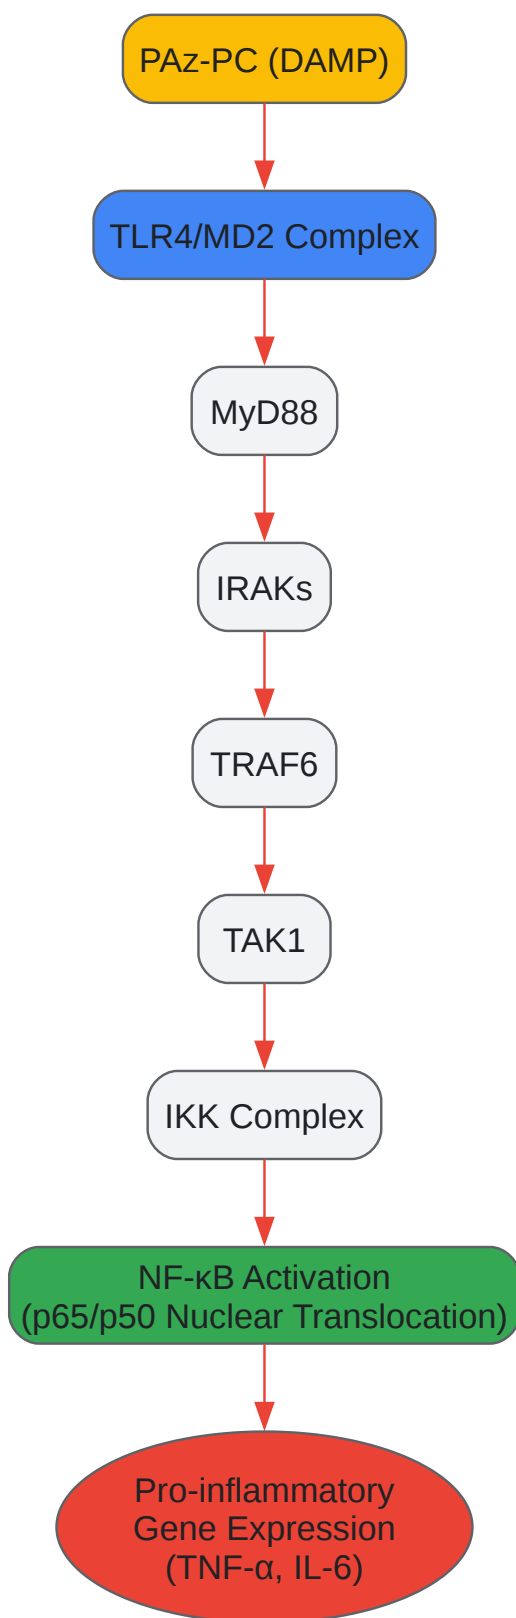 PAz-PC (DAMP)
TLR4/MD2 Complex
MyD88
IRAKs
TRAF6
TAK1
IKK Complex
NF-κB Activation
(p65/p50 Nuclear Translocation)
Pro-inflammatory
Gene Expression
(TNF-α, IL-6)